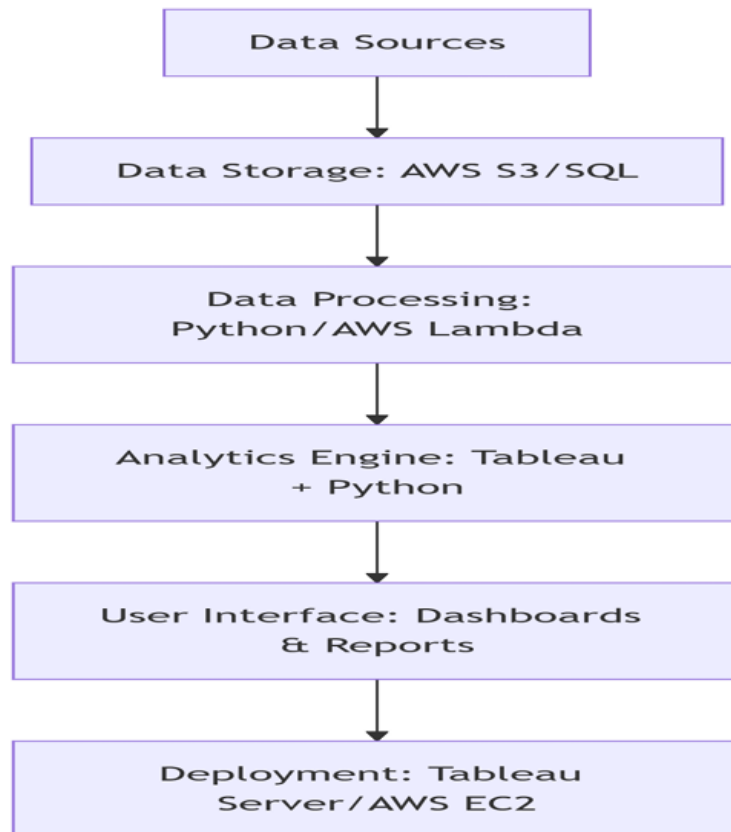 Data Sources
Data Storage: AWS S3/SQL
Data Processing:
Python/AWS Lambda
Analytics Engine: Tableau
+ Python
User Interface: Dashboards
& Reports
Deployment: Tableau
Server/AWS EC2